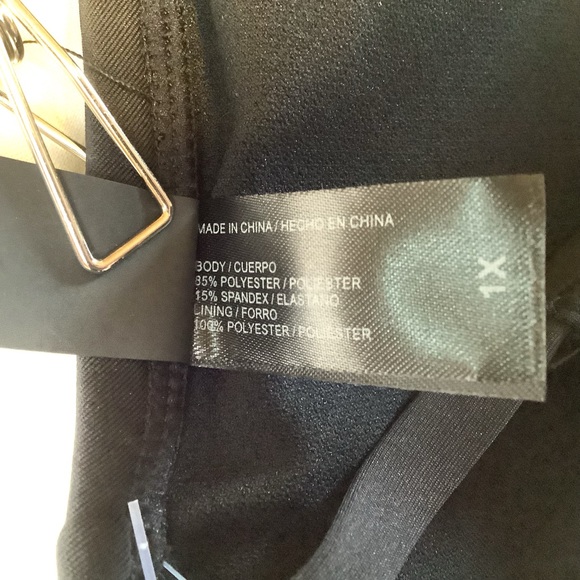 MADE IN CHINA / HECHO EN CHINA
BODY / CUERPO
85% POLYESTER / POLIESTER
15% SPANDEX / ELASTANO
LINING / FORRO
100% POLYESTER / POLIESTER
1X